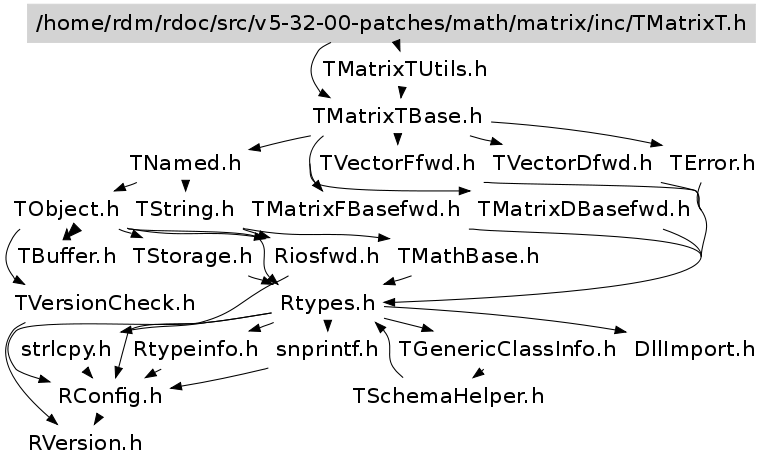 /home/rdm/rdoc/src/v5-32-00-patches/math/matrix/inc/TMatrixT.h
TMatrixTUtils.h
TMatrixTBase.h
TNamed.h TVectorFfwd.h TVectorDfwd.h TError.h
TObject.h TString.h TMatrixFBasefwd.h TMatrixDBasefwd.h
TBuffer.h TStorage.h Riosfwd.h TMathBase.h
TVersionCheck.h Rtypes.h
strlcpy.h Rtypeinfo.h snprintf.h TGenericClassInfo.h DllImport.h
RConfig.h TSchemaHelper.h
RVersion.h